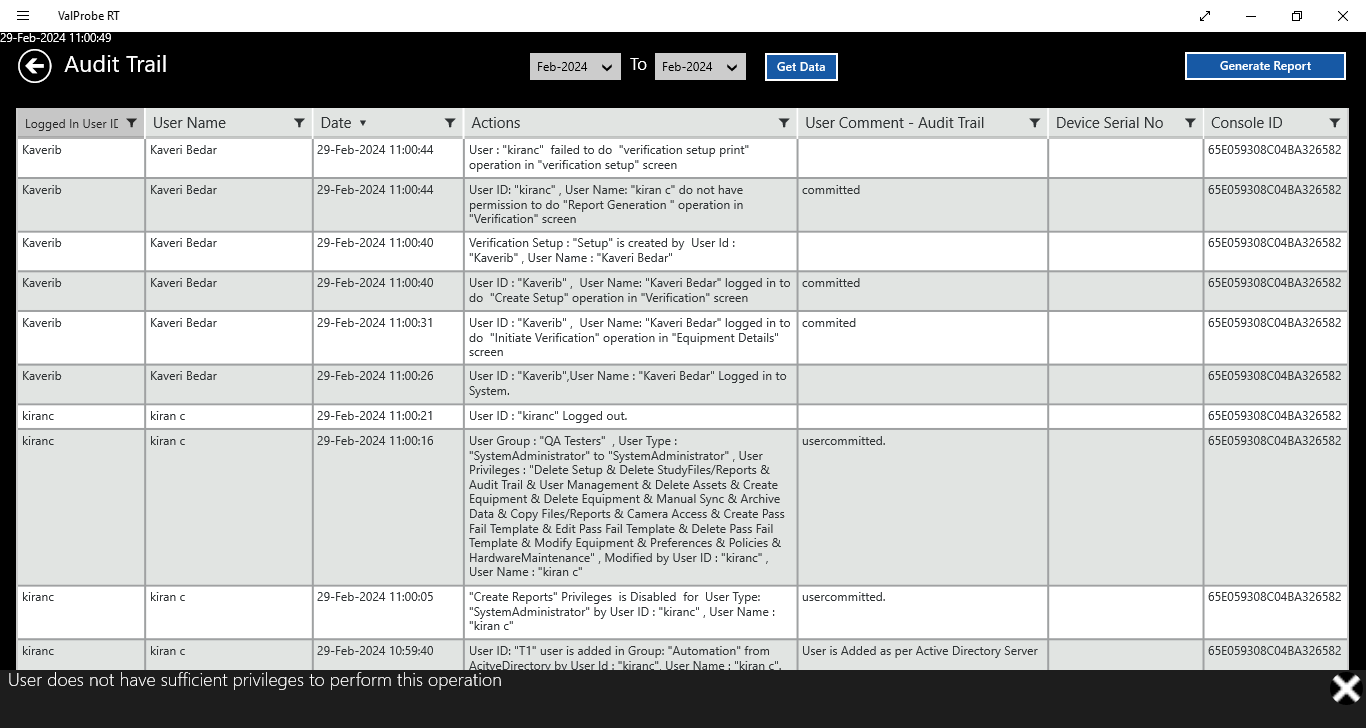 ValProbe RT
29-Feb-2024 11:00:49
Audit Trail
Feb-2024
To
Feb-2024
Get Data
Generate Report
Logged In User ID
User Name
Date
Actions
User Comment - Audit Trail
Device Serial No
Console ID
Kaverib
Kaveri Bedar
29-Feb-2024 11:00:44
User : "kiranc"  failed to do  "verification setup print"
operation in "verification setup" screen
65E059308C04BA326582
Kaverib
Kaveri Bedar
29-Feb-2024 11:00:44
User ID: "kiranc" , User Name: "kiran c" do not have
permission to do "Report Generation " operation in
"Verification" screen
committed
65E059308C04BA326582
Kaverib
Kaveri Bedar
29-Feb-2024 11:00:40
Verification Setup : "Setup" is created by  User Id :
"Kaverib" , User Name : "Kaveri Bedar"
65E059308C04BA326582
Kaverib
Kaveri Bedar
29-Feb-2024 11:00:40
User ID : "Kaverib" ,  User Name: "Kaveri Bedar" logged in to
do  "Create Setup" operation in "Verification" screen
committed
65E059308C04BA326582
Kaverib
Kaveri Bedar
29-Feb-2024 11:00:31
User ID : "Kaverib" ,  User Name: "Kaveri Bedar" logged in to
do  "Initiate Verification" operation in "Equipment Details"
screen
commited
65E059308C04BA326582
Kaverib
Kaveri Bedar
29-Feb-2024 11:00:26
User ID : "Kaverib",User Name : "Kaveri Bedar" Logged in to
System.
65E059308C04BA326582
kiranc
kiran c
29-Feb-2024 11:00:21
User ID : "kiranc" Logged out.
65E059308C04BA326582
kiranc
kiran c
29-Feb-2024 11:00:16
User Group : "QA Testers"  , User Type :
"SystemAdministrator" to "SystemAdministrator" , User
Privileges : "Delete Setup & Delete StudyFiles/Reports &
Audit Trail & User Management & Delete Assets & Create
Equipment & Delete Equipment & Manual Sync & Archive
Data & Copy Files/Reports & Camera Access & Create Pass
Fail Template & Edit Pass Fail Template & Delete Pass Fail
Template & Modify Equipment & Preferences & Policies &
HardwareMaintenance" , Modified by User ID : "kiranc" ,
User Name : "kiran c"
usercommitted.
65E059308C04BA326582
kiranc
kiran c
29-Feb-2024 11:00:05
"Create Reports" Privileges  is Disabled  for  User Type:
"SystemAdministrator" by User ID : "kiranc" , User Name :
"kiran c"
usercommitted.
65E059308C04BA326582
kiranc
kiran c
29-Feb-2024 10:59:40
User ID: "T1" user is added in Group: "Automation" from
AcitveDirectory by User Id : "kiranc", User Name : "kiran c".
User is Added as per Active Directory Server
65E059308C04BA326582
User does not have sufficient privileges to perform this operation